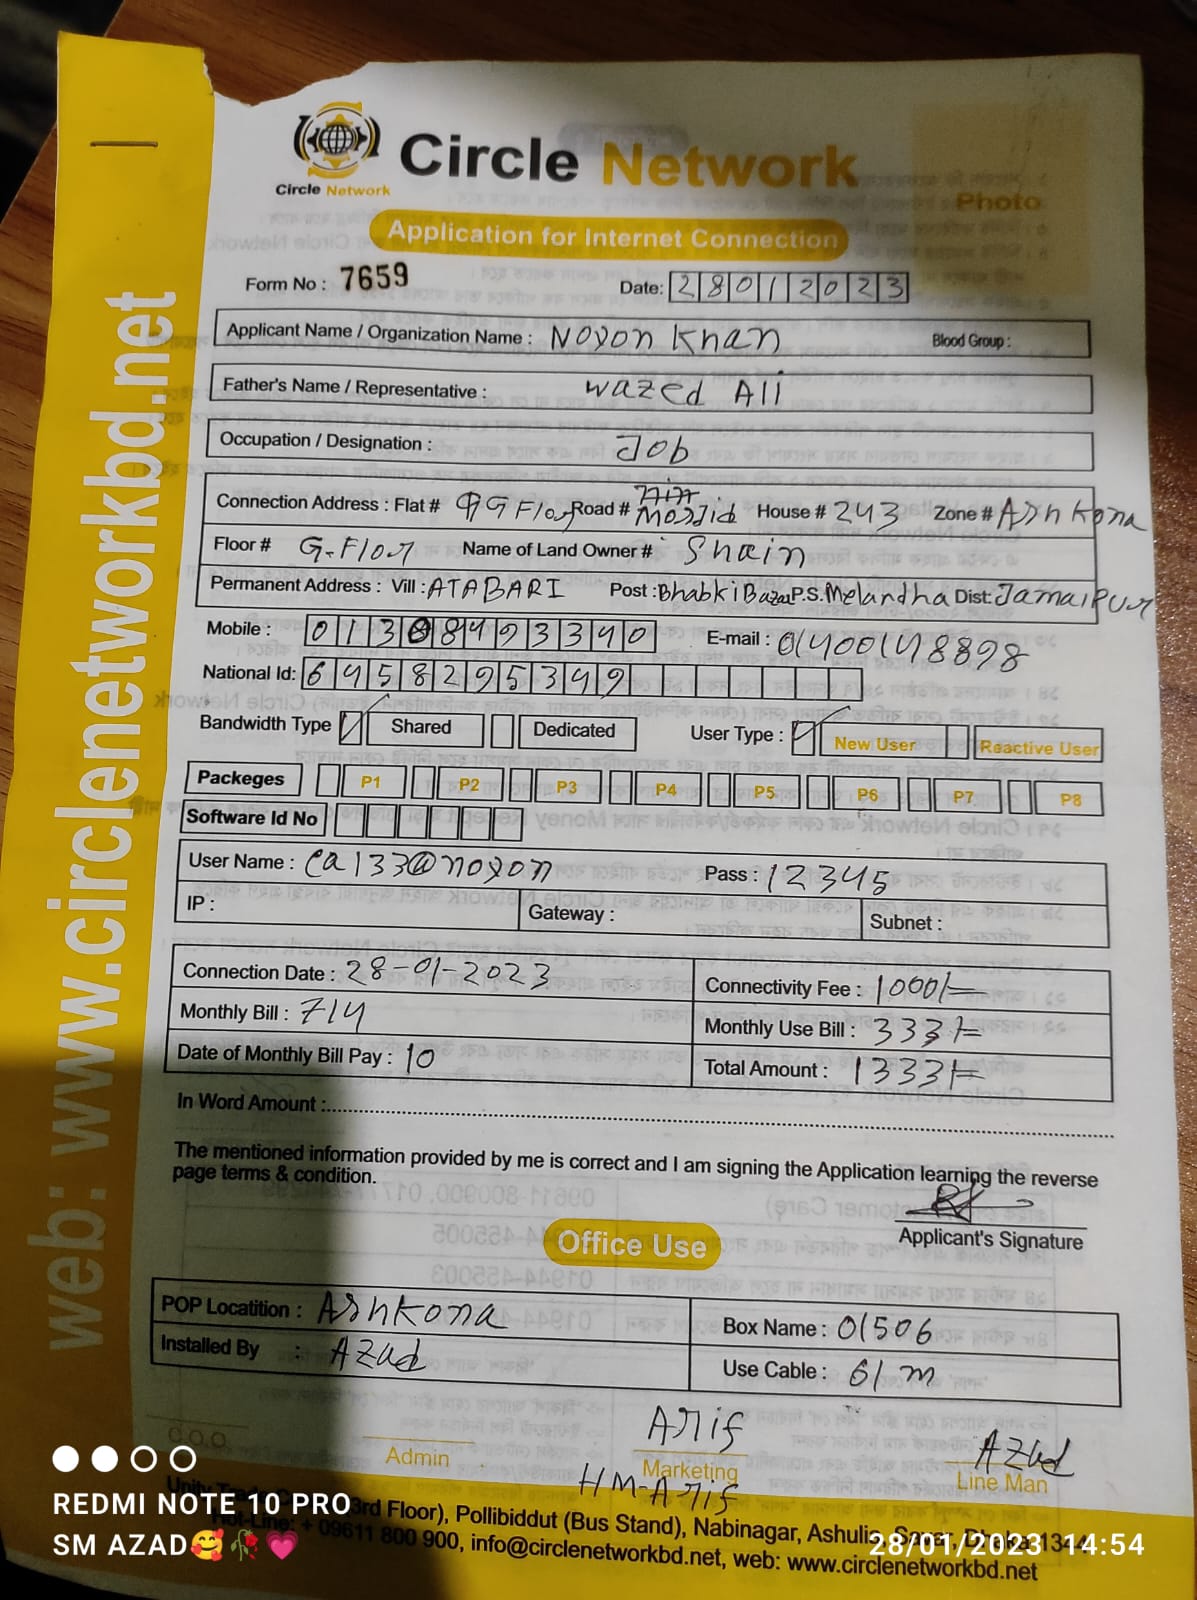 Circle Network
Circle Network
Photo
Application for Internet Connection
Form No : 7659 Date: 28012023
Applicant Name / Organization Name : Noyon Khan Blood Group :
Father's Name / Representative : Wazed Ali
Occupation / Designation : Job
Connection Address : Flat # G Flor Road # Mosjid House # 243 Zone # Ashkona
Floor # G-Flor Name of Land Owner # Shain
Permanent Address : Vill : ATABARI Post : Bhabki Bazar P.S. Melandha Dist: Jamalpur
Mobile : 01308493340 E-mail : 01400148898
National Id: 6458295349
Bandwidth Type Shared Dedicated User Type : New User Reactive User
Packeges P1 P2 P3 P4 P5 P6 P7 P8
Software Id No
User Name : ca133@noyon Pass : 12345
IP : Gateway : Subnet :
Connection Date : 28-01-2023 Connectivity Fee : 1000/=
Monthly Bill : 714 Monthly Use Bill : 333/=
Date of Monthly Bill Pay : 10 Total Amount : 1333/=
In Word Amount :
The mentioned information provided by me is correct and I am signing the Application learning the reverse
page terms & condition.
Applicant's Signature
Office Use
POP Locatition : Ashkona Box Name : 01506
Installed By : Azad Use Cable : 61 m
Arif Azad
C.O.O Admin Marketing Line Man
HM-Arif
3rd Floor), Pollibiddut (Bus Stand), Nabinagar, Ashulia, Savar, Dhaka 1344
Hot-Line: + 09611 800 900, info@circlenetworkbd.net, web: www.circlenetworkbd.net
web: www.circlenetworkbd.net
REDMI NOTE 10 PRO
SM AZAD🥰🥀💗 28/01/2023 14:54